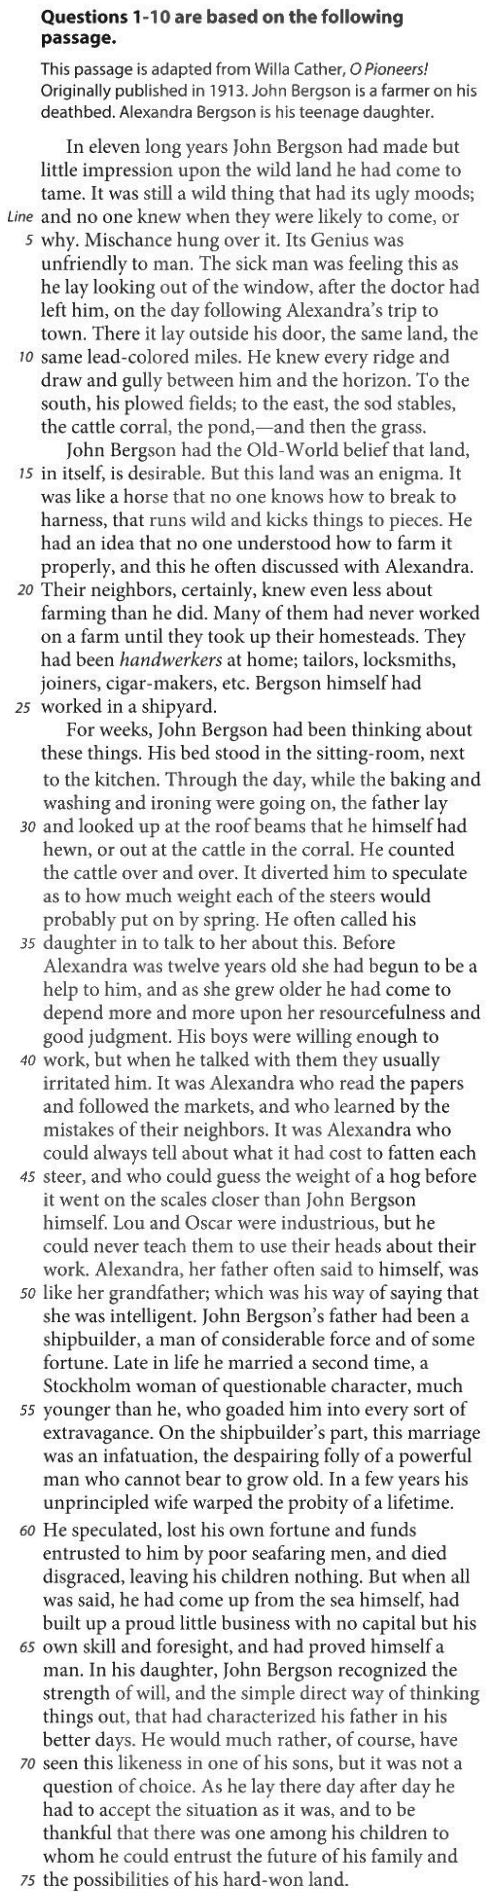 Questions 1-10 are based on the following
passage.
This passage is adapted from Willa Cather, O Pioneers!
Originally published in 1913. John Bergson is a farmer on his
deathbed. Alexandra Bergson is his teenage daughter.
In eleven long years John Bergson had made but
little impression upon the wild land he had come to
tame. It was still a wild thing that had its ugly moods;
Line and no one knew when they were likely to come, or
5 why. Mischance hung over it. Its Genius was
unfriendly to man. The sick man was feeling this as
he lay looking out of the window, after the doctor had
left him, on the day following Alexandra's trip to
town. There it lay outside his door, the same land, the
10 same lead-colored miles. He knew every ridge and
draw and gully between him and the horizon. To the
south, his plowed fields; to the east, the sod stables,
the cattle corral, the pond,—and then the grass.
John Bergson had the Old-World belief that land,
15 in itself, is desirable. But this land was an enigma. It
was like a horse that no one knows how to break to
harness, that runs wild and kicks things to pieces. He
had an idea that no one understood how to farm it
properly, and this he often discussed with Alexandra.
20 Their neighbors, certainly, knew even less about
farming than he did. Many of them had never worked
on a farm until they took up their homesteads. They
had been handwerkers at home; tailors, locksmiths,
joiners, cigar-makers, etc. Bergson himself had
25 worked in a shipyard.
For weeks, John Bergson had been thinking about
these things. His bed stood in the sitting-room, next
to the kitchen. Through the day, while the baking and
washing and ironing were going on, the father lay
30 and looked up at the roof beams that he himself had
hewn, or out at the cattle in the corral. He counted
the cattle over and over. It diverted him to speculate
as to how much weight each of the steers would
probably put on by spring. He often called his
35 daughter in to talk to her about this. Before
Alexandra was twelve years old she had begun to be a
help to him, and as she grew older he had come to
depend more and more upon her resourcefulness and
good judgment. His boys were willing enough to
40 work, but when he talked with them they usually
irritated him. It was Alexandra who read the papers
and followed the markets, and who learned by the
mistakes of their neighbors. It was Alexandra who
could always tell about what it had cost to fatten each
45 steer, and who could guess the weight of a hog before
it went on the scales closer than John Bergson
himself. Lou and Oscar were industrious, but he
could never teach them to use their heads about their
work. Alexandra, her father often said to himself, was
50 like her grandfather; which was his way of saying that
she was intelligent. John Bergson's father had been a
shipbuilder, a man of considerable force and of some
fortune. Late in life he married a second time, a
Stockholm woman of questionable character, much
55 younger than he, who goaded him into every sort of
extravagance. On the shipbuilder's part, this marriage
was an infatuation, the despairing folly of a powerful
man who cannot bear to grow old. In a few years his
unprincipled wife warped the probity of a lifetime.
60 He speculated, lost his own fortune and funds
entrusted to him by poor seafaring men, and died
disgraced, leaving his children nothing. But when all
was said, he had come up from the sea himself, had
built up a proud little business with no capital but his
65 own skill and foresight, and had proved himself a
man. In his daughter, John Bergson recognized the
strength of will, and the simple direct way of thinking
things out, that had characterized his father in his
better days. He would much rather, of course, have
70 seen this likeness in one of his sons, but it was not a
question of choice. As he lay there day after day he
had to accept the situation as it was, and to be
thankful that there was one among his children to
whom he could entrust the future of his family and
75 the possibilities of his hard-won land.